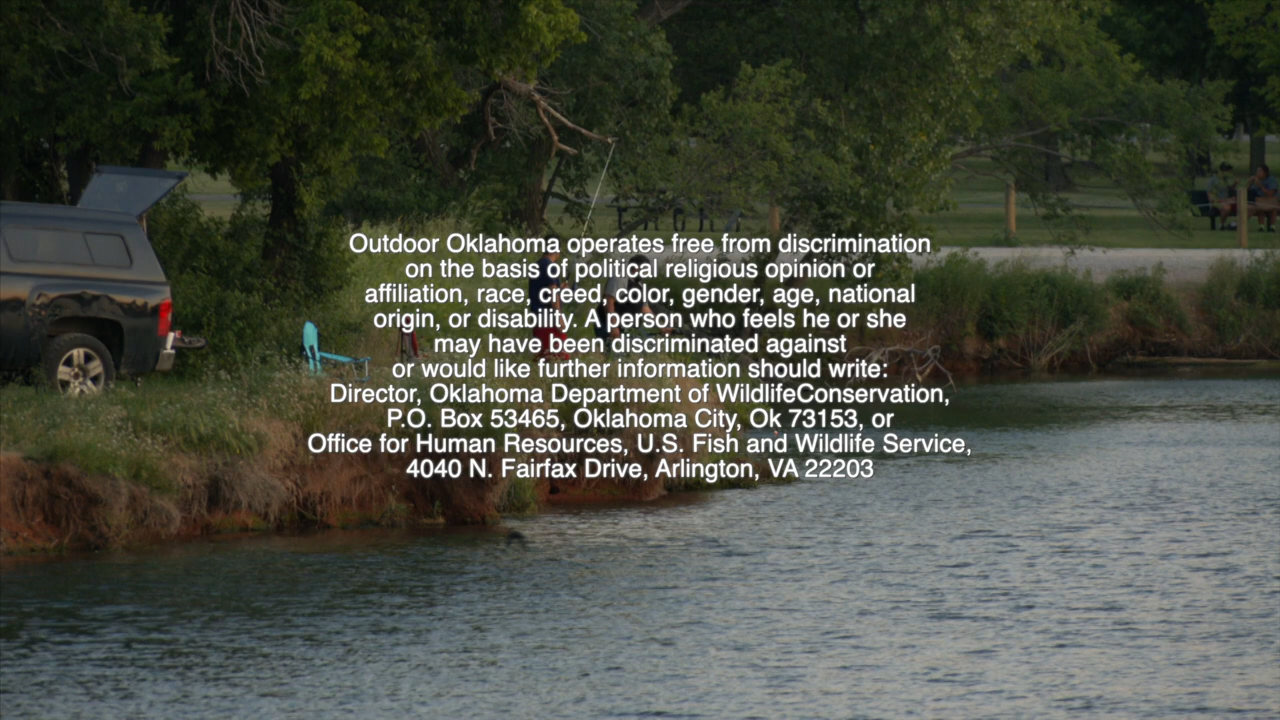 Outdoor Oklahoma operates free from discrimination
on the basis of political religious opinion or
affiliation, race, creed, color, gender, age, national
origin, or disability. A person who feels he or she
may have been discriminated against
or would like further information should write:
Director, Oklahoma Department of WildlifeConservation,
P.O. Box 53465, Oklahoma City, Ok 73153, or
Office for Human Resources, U.S. Fish and Wildlife Service,
4040 N. Fairfax Drive, Arlington, VA 22203